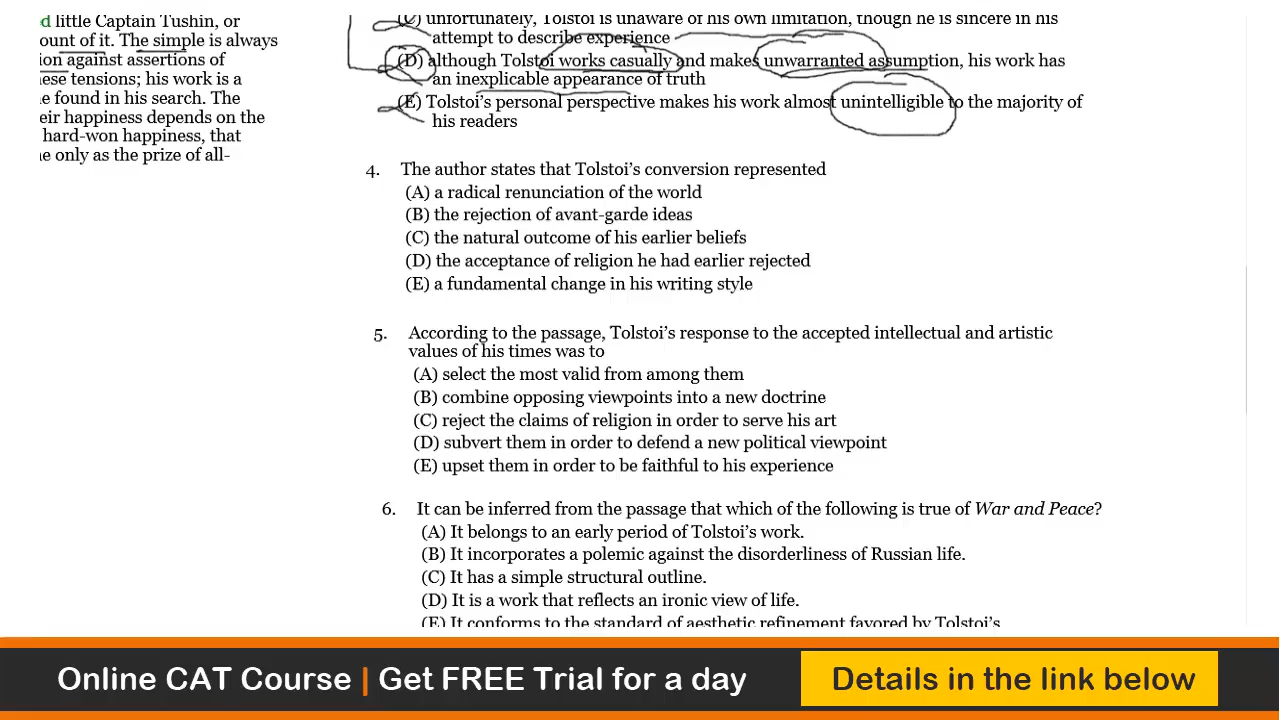 d little Captain Tushin, or
ount of it. The simple is always
ion against assertions of
ese tensions; his work is a
e found in his search. The
eir happiness depends on the
hard-won happiness, that
e only as the prize of all-
(C) unfortunately, Tolstoi is unaware of his own limitation, though he is sincere in his
attempt to describe experience
(D) although Tolstoi works casually and makes unwarranted assumption, his work has
an inexplicable appearance of truth
(E) Tolstoi's personal perspective makes his work almost unintelligible to the majority of
his readers
4. The author states that Tolstoi's conversion represented
(A) a radical renunciation of the world
(B) the rejection of avant-garde ideas
(C) the natural outcome of his earlier beliefs
(D) the acceptance of religion he had earlier rejected
(E) a fundamental change in his writing style
5. According to the passage, Tolstoi's response to the accepted intellectual and artistic
values of his times was to
(A) select the most valid from among them
(B) combine opposing viewpoints into a new doctrine
(C) reject the claims of religion in order to serve his art
(D) subvert them in order to defend a new political viewpoint
(E) upset them in order to be faithful to his experience
6. It can be inferred from the passage that which of the following is true of War and Peace?
(A) It belongs to an early period of Tolstoi's work.
(B) It incorporates a polemic against the disorderliness of Russian life.
(C) It has a simple structural outline.
(D) It is a work that reflects an ironic view of life.
(E) It conforms to the standard of aesthetic refinement favored by Tolstoi's
Online CAT Course | Get FREE Trial for a day
Details in the link below